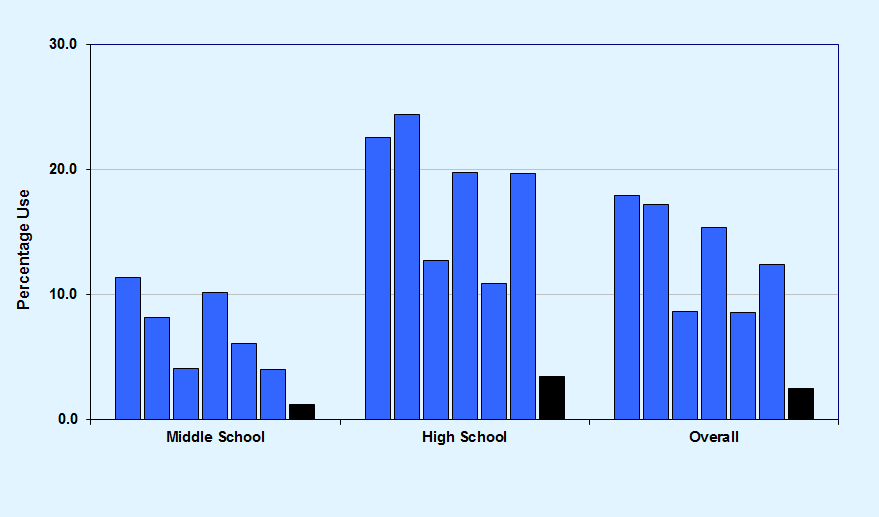 30.0
20.0
10.0
0.0
Percentage Use
Middle School
High School
Overall